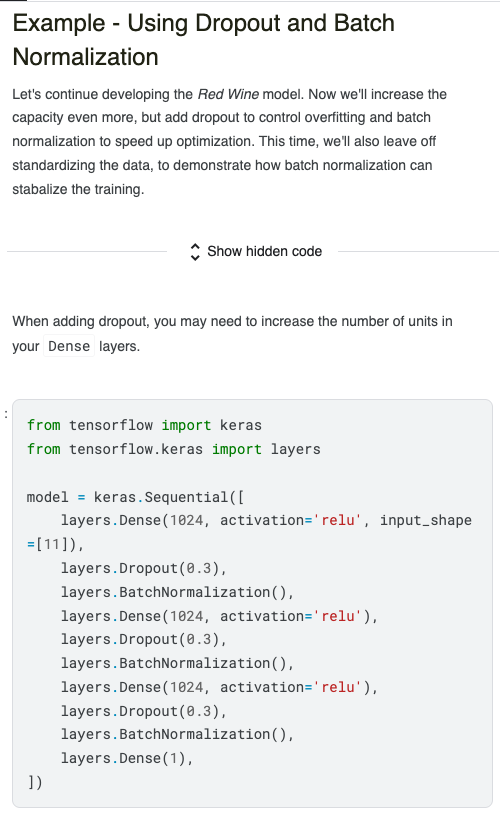 Example - Using Dropout and Batch
Normalization
Let's continue developing the Red Wine model. Now we'll increase the
capacity even more, but add dropout to control overfitting and batch
normalization to speed up optimization. This time, we'll also leave off
standardizing the data, to demonstrate how batch normalization can
stabalize the training.
Show hidden code
When adding dropout, you may need to increase the number of units in
your Dense layers.
:
from tensorflow import keras
from tensorflow.keras import layers

model = keras.Sequential([
    layers.Dense(1024, activation='relu', input_shape
=[11]),
    layers.Dropout(0.3),
    layers.BatchNormalization(),
    layers.Dense(1024, activation='relu'),
    layers.Dropout(0.3),
    layers.BatchNormalization(),
    layers.Dense(1024, activation='relu'),
    layers.Dropout(0.3),
    layers.BatchNormalization(),
    layers.Dense(1),
])